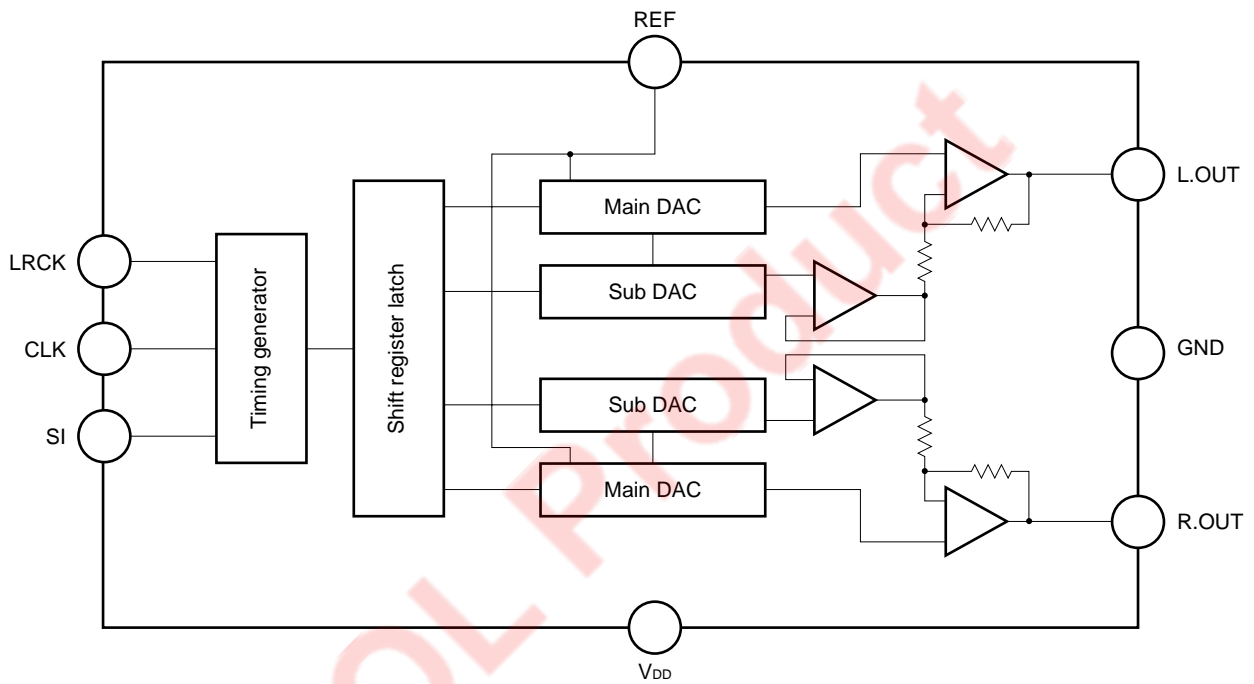 REF
L.OUT
Main DAC
LRCK
Timing generator
Shift register latch
Sub DAC
CLK
GND
SI
Sub DAC
Main DAC
R.OUT
VDD
OL Product